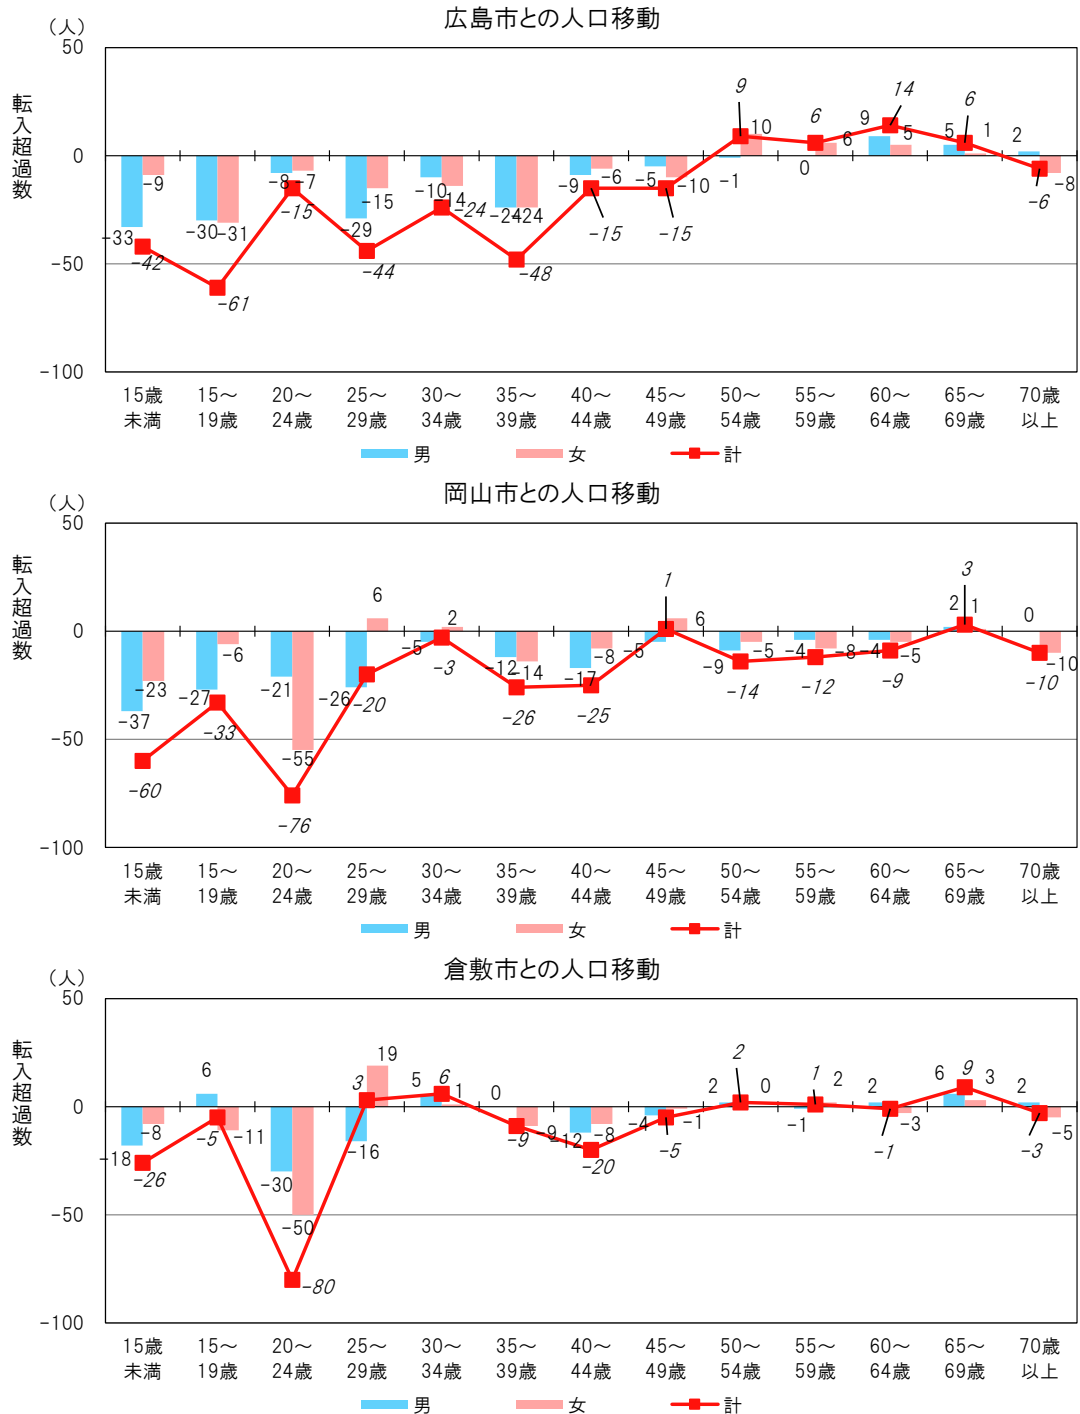 広島市との人口移動
（人）
転入超過数
50
0
-50
-100
-33 -30 -8 -29 -10 -24 -9 -5 -1 0 9 5 2
-9 -31 -7 -15 -14 -24 -6 -10 10 6 5 1 -8
-42 -61 -15 -44 -24 -48 -15 -15 9 6 14 6 -6
15歳未満 15～19歳 20～24歳 25～29歳 30～34歳 35～39歳 40～44歳 45～49歳 50～54歳 55～59歳 60～64歳 65～69歳 70歳以上
男 女 計
岡山市との人口移動
（人）
転入超過数
50
0
-50
-100
-37 -27 -21 -26 -5 -12 -17 -5 -9 -4 -4 2 0
-23 -6 -55 6 2 -14 -8 6 -5 -8 -5 1 -10
-60 -33 -76 -20 -3 -26 -25 1 -14 -12 -9 3 -10
15歳未満 15～19歳 20～24歳 25～29歳 30～34歳 35～39歳 40～44歳 45～49歳 50～54歳 55～59歳 60～64歳 65～69歳 70歳以上
男 女 計
倉敷市との人口移動
（人）
転入超過数
50
0
-50
-100
-18 6 -30 -16 5 0 -12 -4 2 -1 2 6 2
-8 -11 -50 19 1 -9 -8 -1 0 2 -3 3 -5
-26 -5 -80 3 6 -9 -20 -5 2 1 -1 9 -3
15歳未満 15～19歳 20～24歳 25～29歳 30～34歳 35～39歳 40～44歳 45～49歳 50～54歳 55～59歳 60～64歳 65～69歳 70歳以上
男 女 計